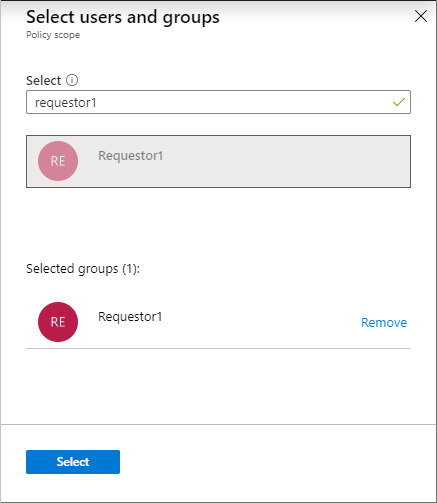 Select users and groups
Policy scope
Select
requestor1
RE
Requestor1
Selected groups (1):
RE
Requestor1
Remove
Select